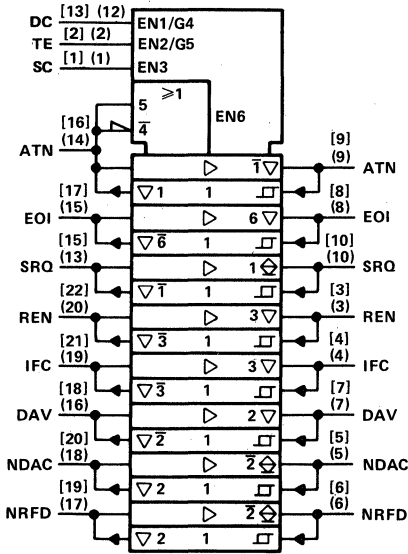 DC [13] (12) EN1/G4
TE [2] (2) EN2/G5
SC [1] (1) EN3
≥1
5
EN6
[16] 4̅
ATN (14)
[9]
▷ 1̅ ▽ (9) ATN
[17] ▽ 1 1 [8]
EOI (15) ▷ 6 ▽ (8) EOI
[15] ▽ 6̅ 1 [10]
SRQ (13) ▷ 1 (10) SRQ
[22] ▽ 1̅ 1 [3]
REN (20) ▷ 3 ▽ (3) REN
[21] ▽ 3̅ 1 [4]
IFC (19) ▷ 3 ▽ (4) IFC
[18] ▽ 3̅ 1 [7]
DAV (16) ▷ 2 ▽ (7) DAV
[20] ▽ 2̅ 1 [5]
NDAC (18) ▷ 2̅ (5) NDAC
[19] ▽ 2 1 [6]
NRFD (17) ▷ 2̅ (6) NRFD
▽ 2 1